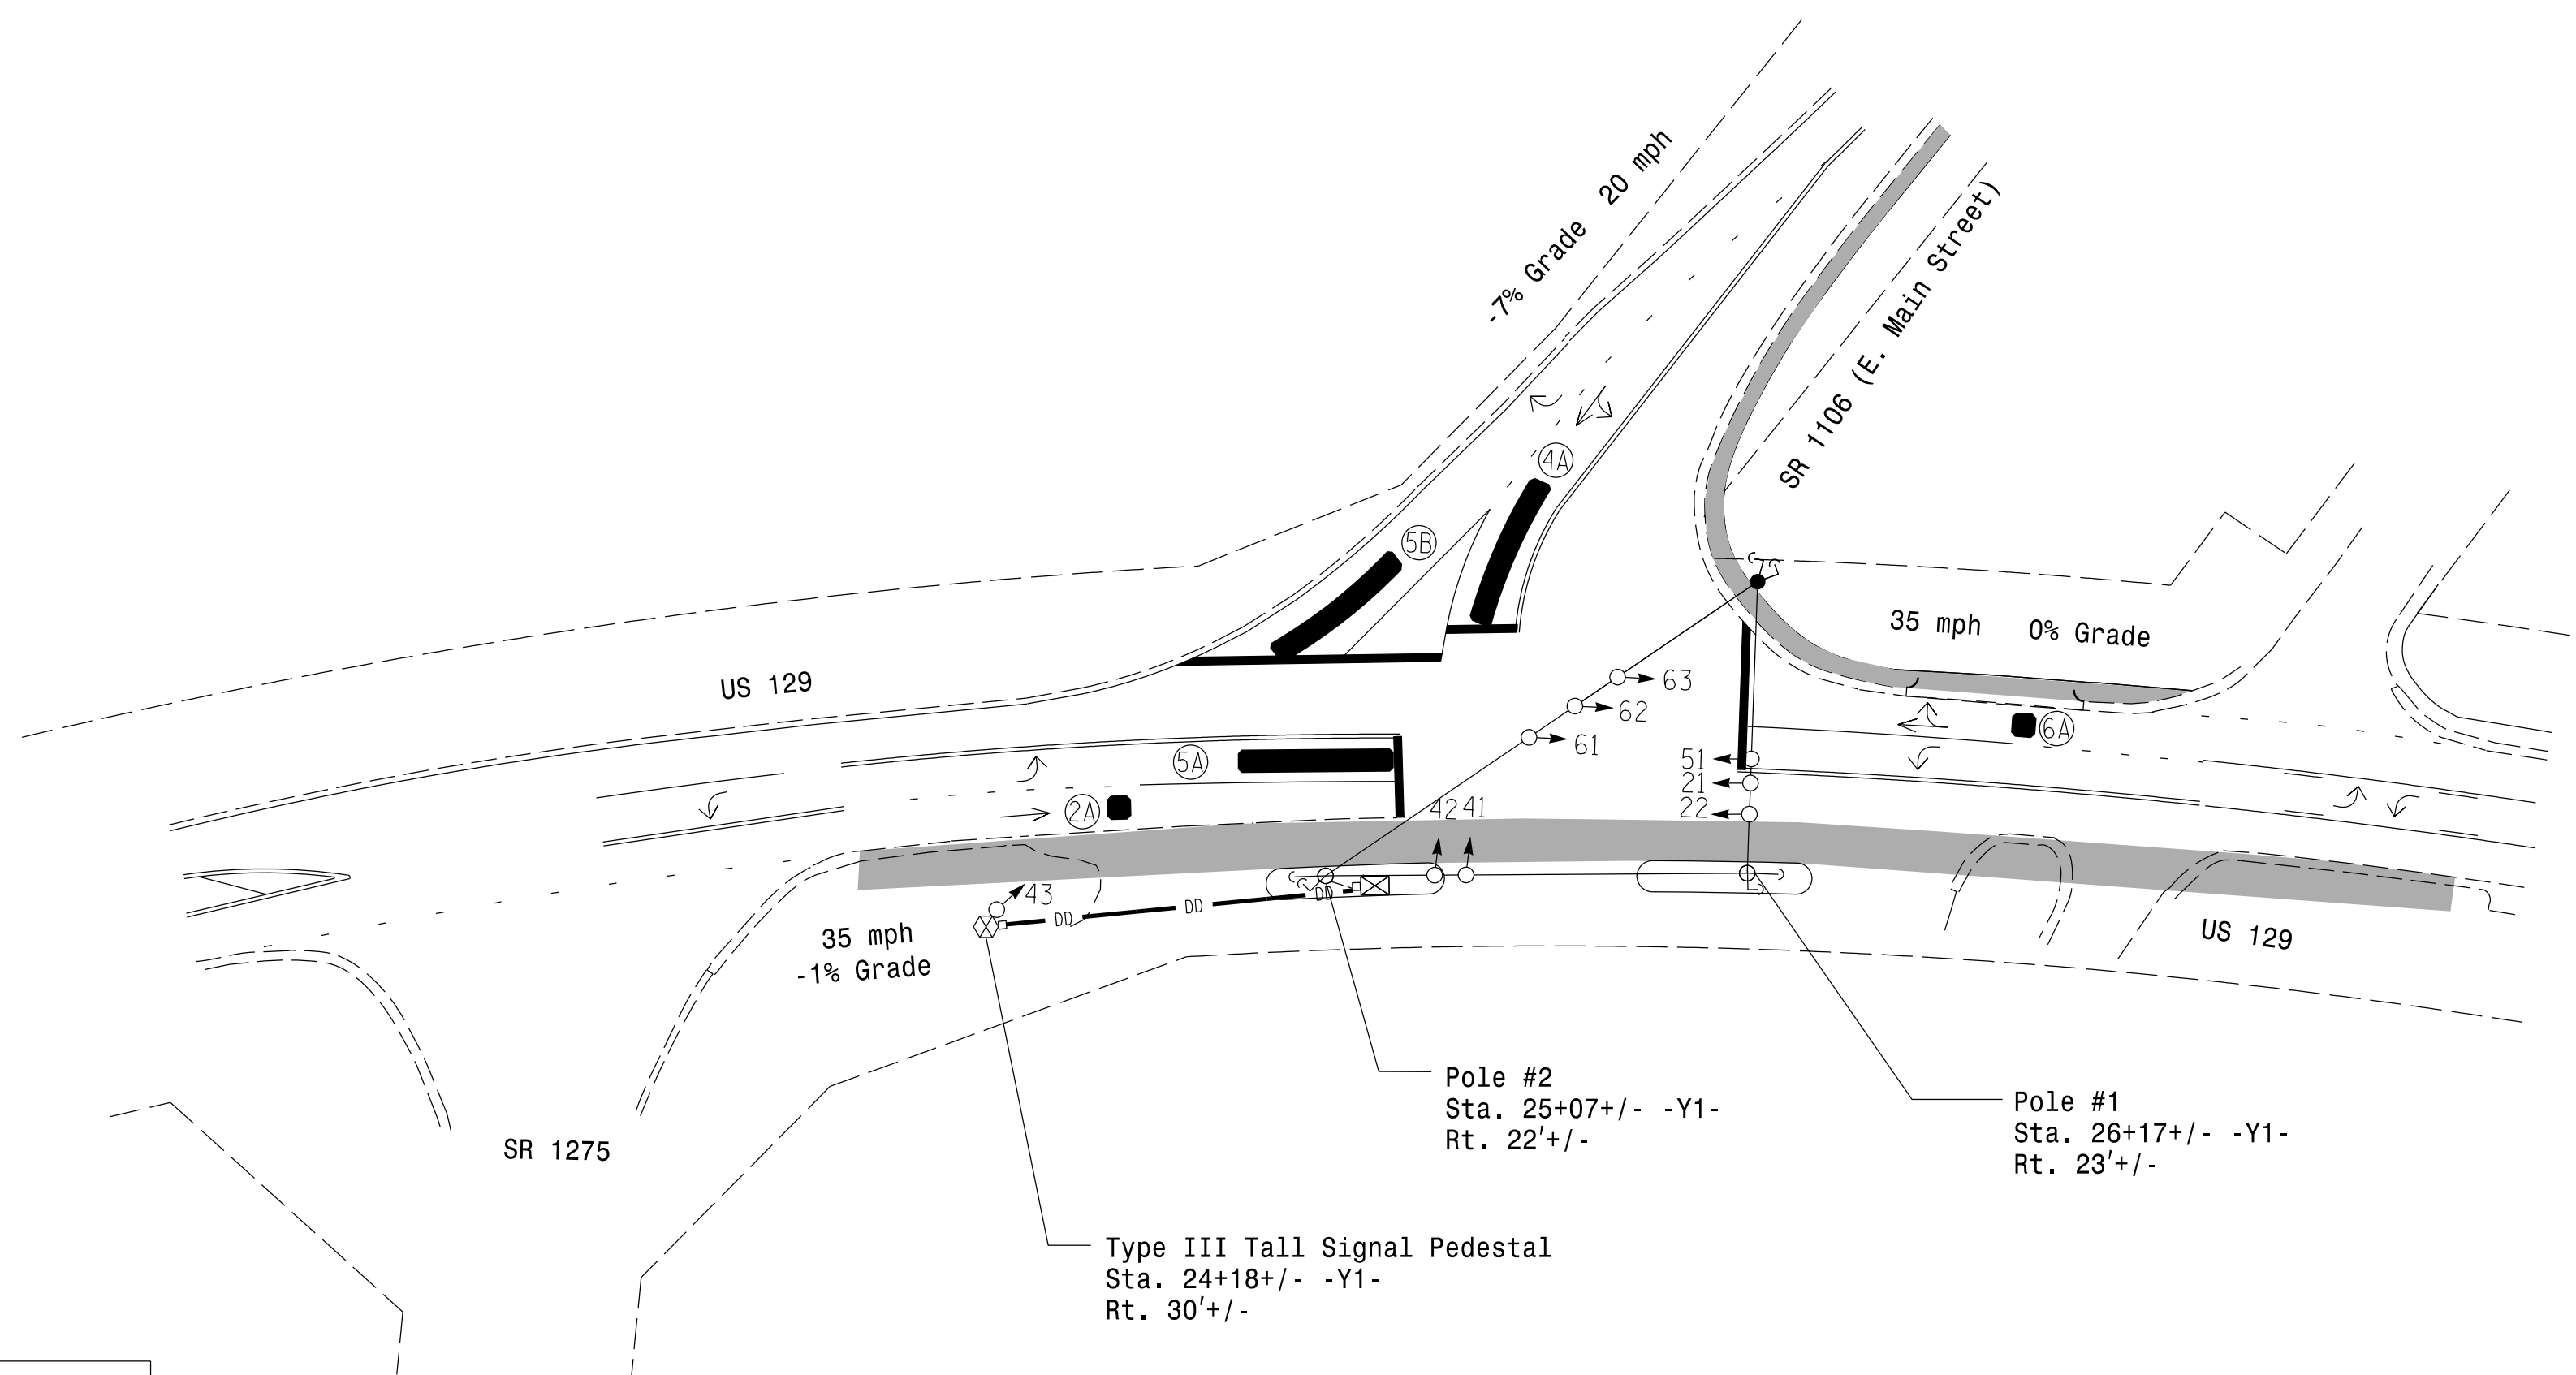 -7% Grade 20 mph
SR 1106 (E. Main Street)
4A
5B
35 mph 0% Grade
US 129
63
62
61
6A
5A
51
21
22
2A
42 41
43
DD
DD
DD
35 mph
-1% Grade
US 129
Pole #2
Sta. 25+07+/- -Y1-
Rt. 22'+/-
Pole #1
Sta. 26+17+/- -Y1-
Rt. 23'+/-
SR 1275
Type III Tall Signal Pedestal
Sta. 24+18+/- -Y1-
Rt. 30'+/-